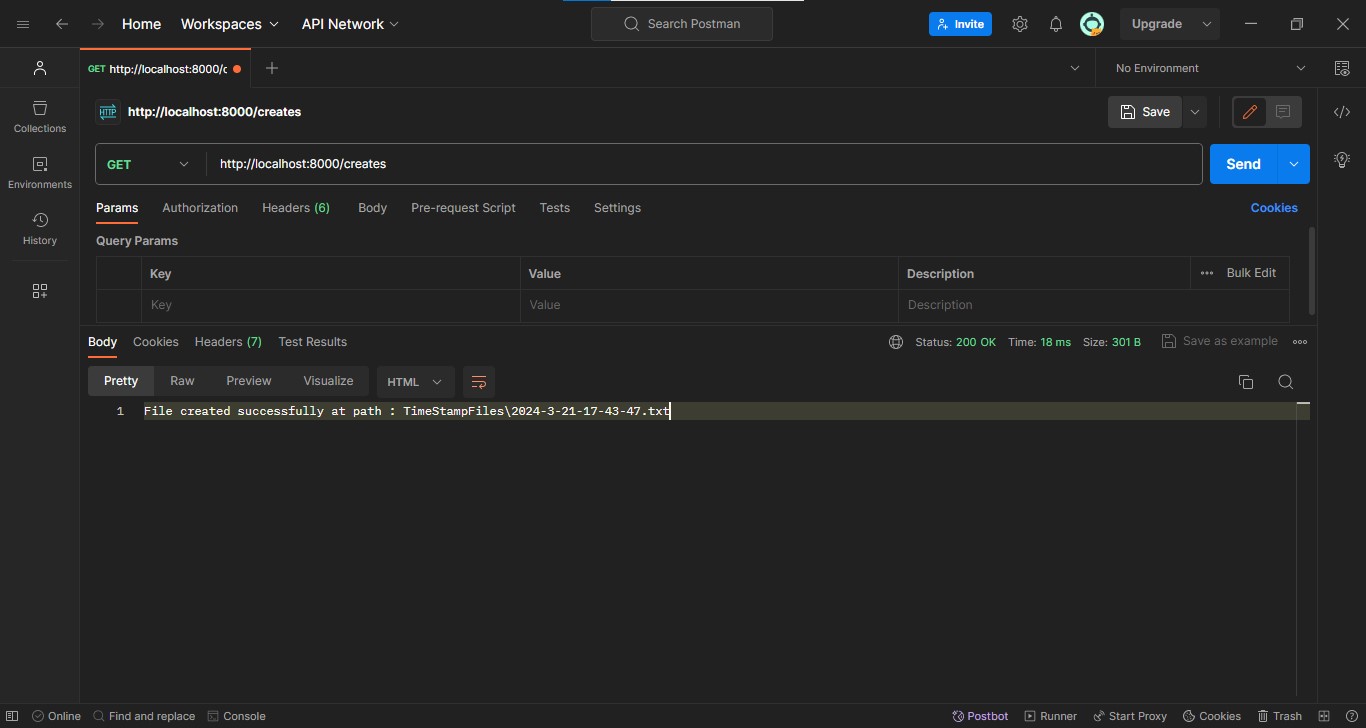 Home Workspaces API Network Search Postman Invite Upgrade
GET http://localhost:8000/c No Environment
HTTP http://localhost:8000/creates Save
Collections
GET http://localhost:8000/creates Send
Environments
Params Authorization Headers (6) Body Pre-request Script Tests Settings Cookies
History
Query Params
Key Value Description Bulk Edit
Key Value Description
Body Cookies Headers (7) Test Results Status: 200 OK Time: 18 ms Size: 301 B Save as example
Pretty Raw Preview Visualize HTML
1 File created successfully at path : TimeStampFiles\2024-3-21-17-43-47.txt
Online Find and replace Console Postbot Runner Start Proxy Cookies Trash